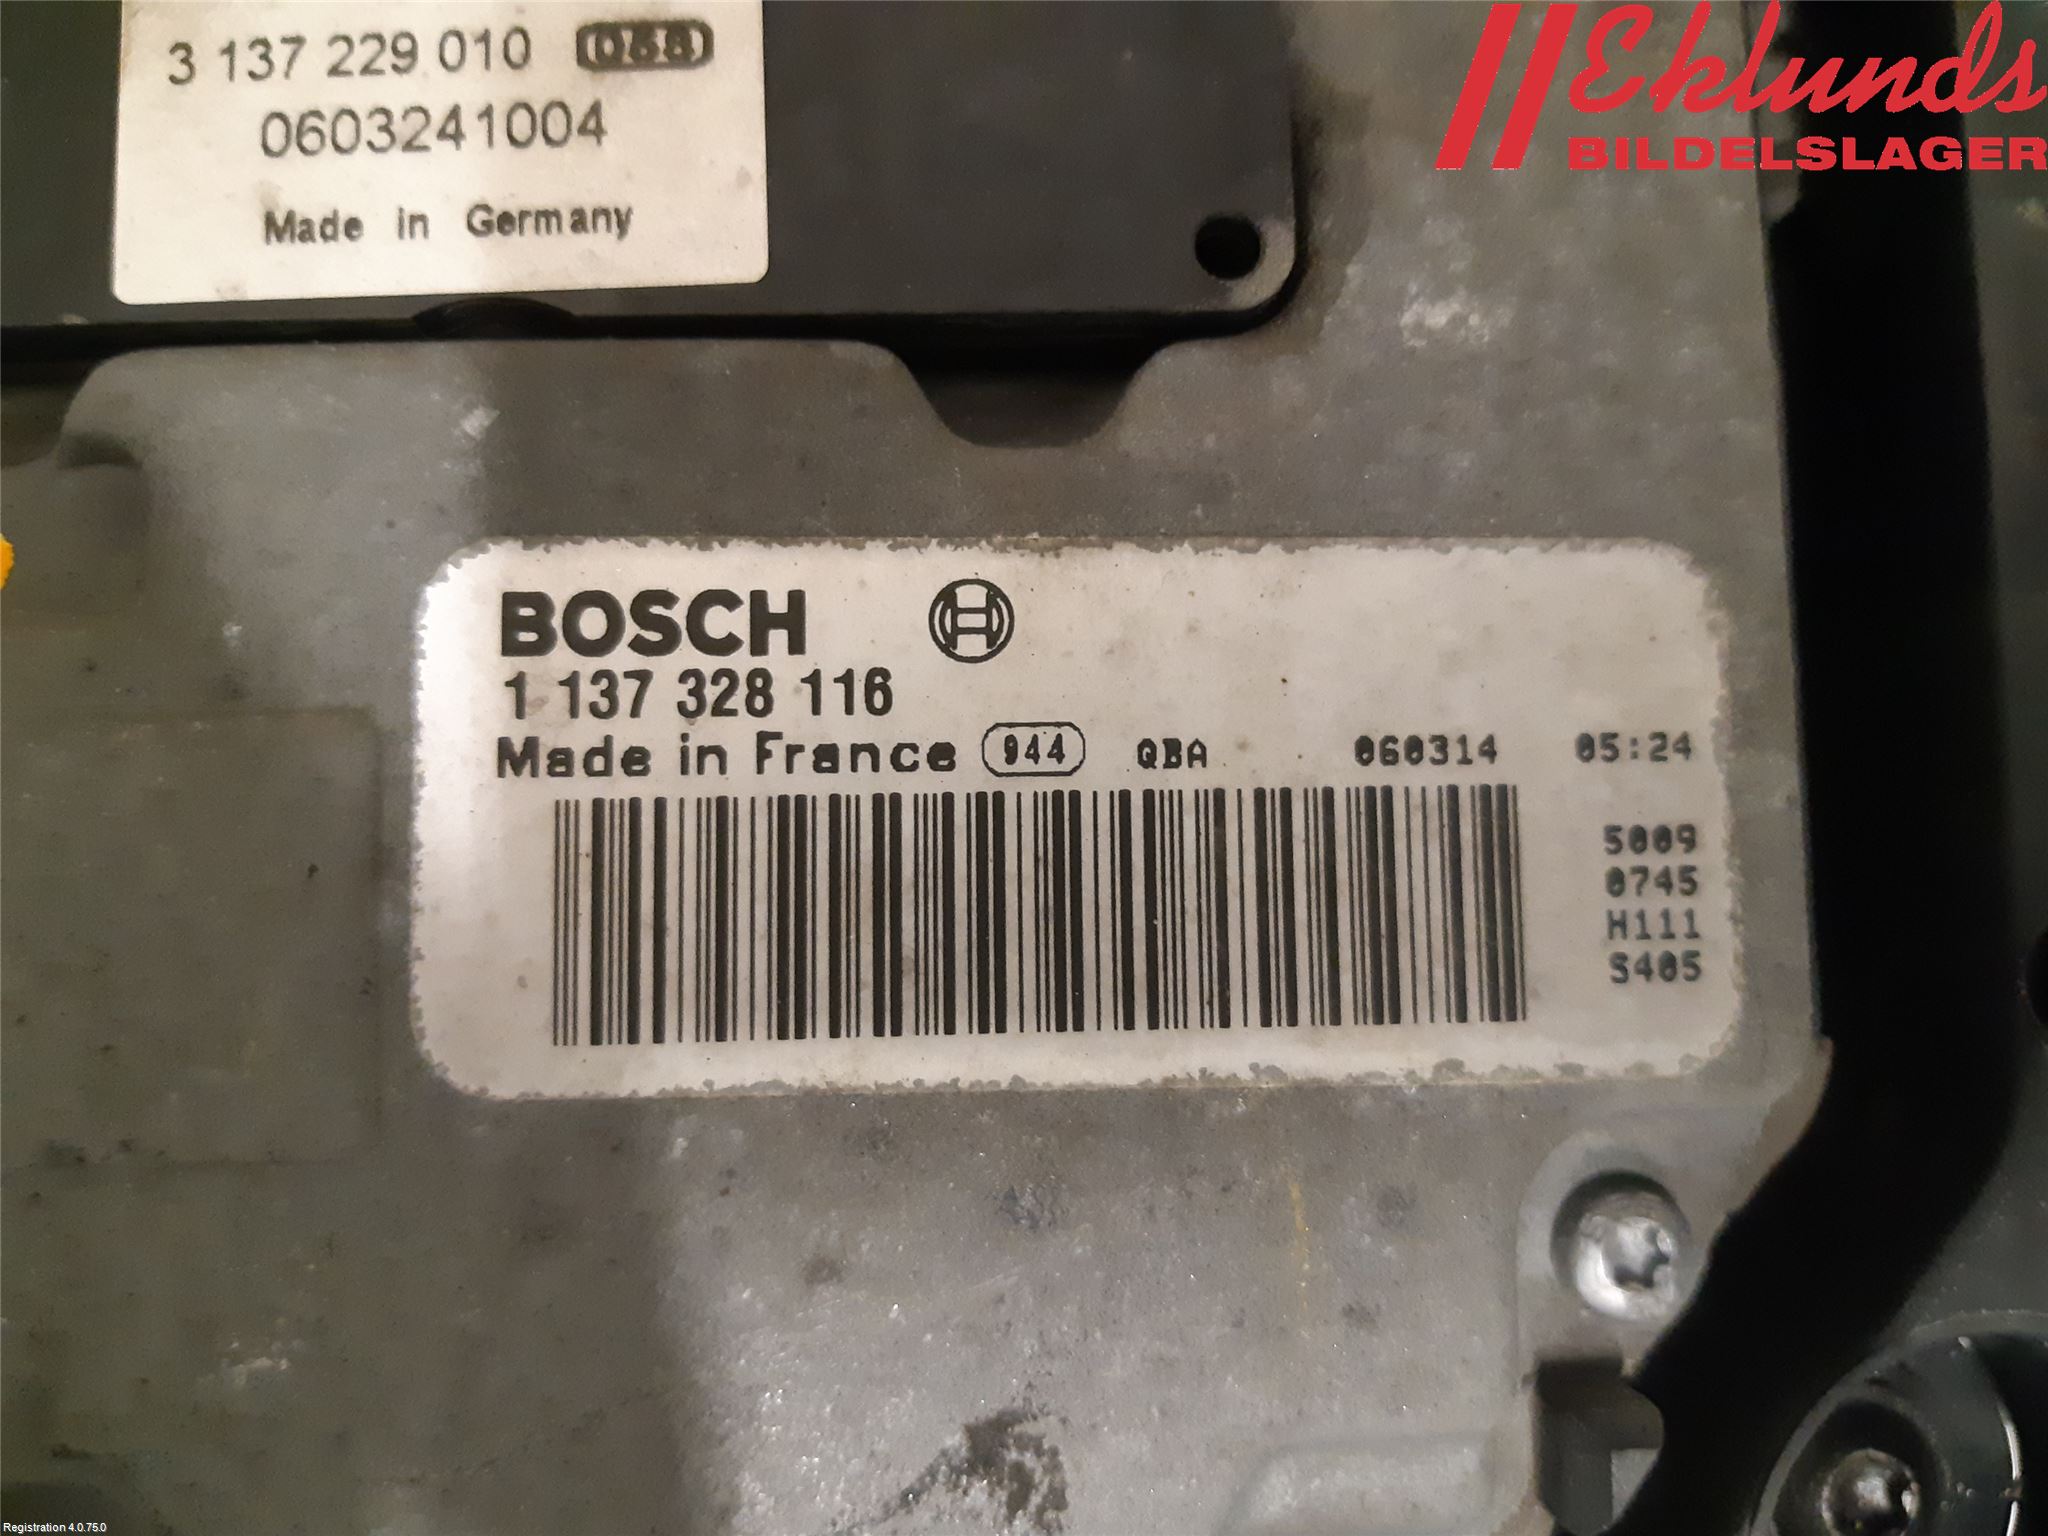 3 137 229 010
0603241004
Made in Germany
Eklunds
BILDELSLAGER
BOSCH
1 137 328 116
Made in France 944 QBA 060314 05:24
5009
0745
H111
S405
Registration 4.0.75.0